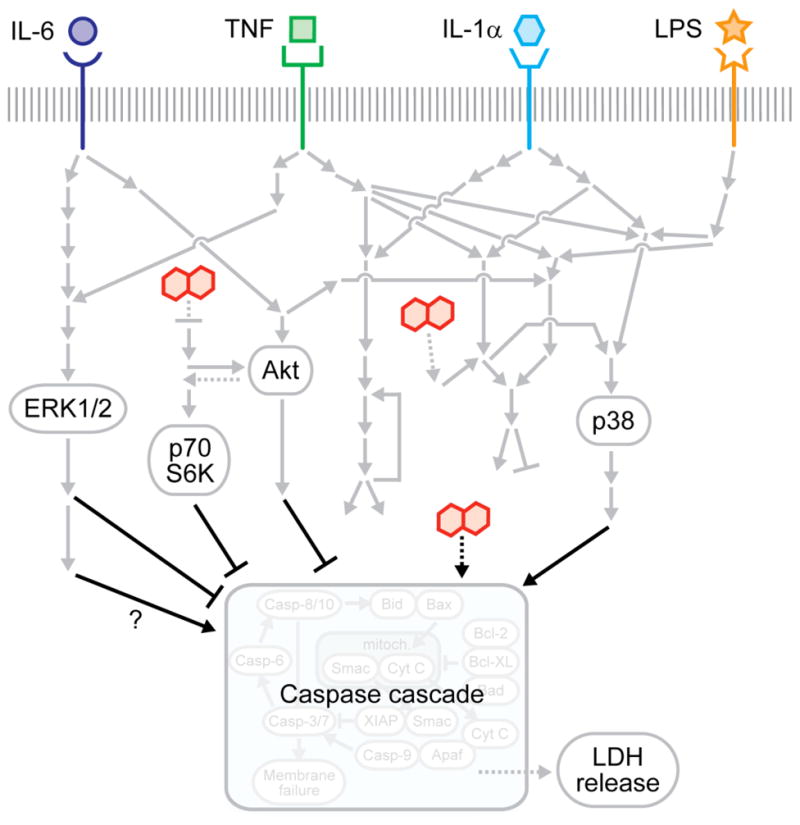 IL-6
TNF
IL-1α
LPS
Akt
ERK1/2
p38
p70
S6K
?
Casp-8/10
Bid
Bax
Bcl-2
mitoch.
Casp-6
Smac
Cyt C
Bcl-XL
Bad
Caspase cascade
Casp-3/7
XIAP
Smac
Cyt C
Casp-9
Apaf
Membrane
failure
LDH
release